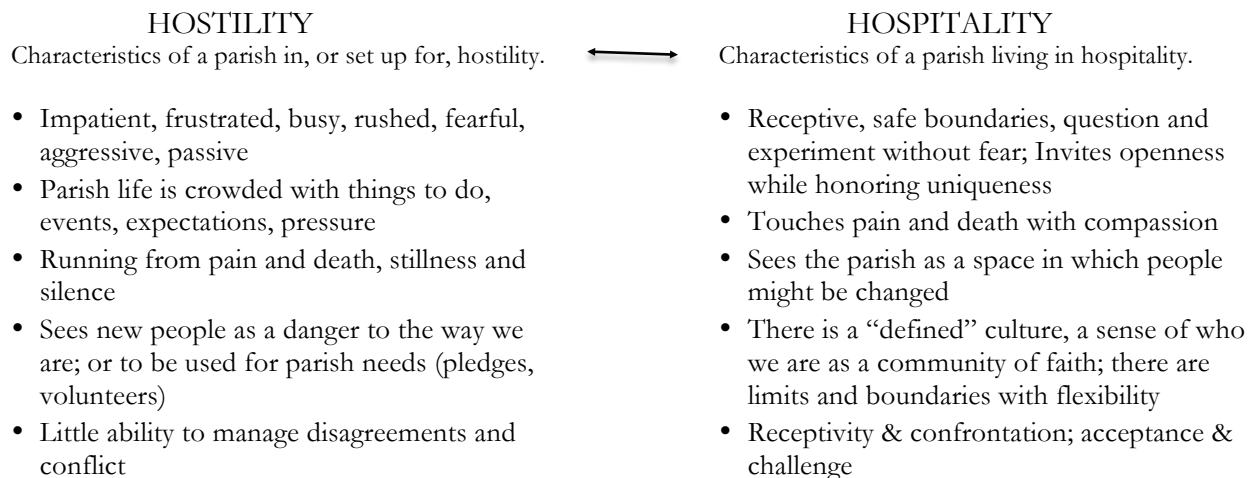 HOSTILITY
Characteristics of a parish in, or set up for, hostility.
• Impatient, frustrated, busy, rushed, fearful,
aggressive, passive
• Parish life is crowded with things to do,
events, expectations, pressure
• Running from pain and death, stillness and
silence
• Sees new people as a danger to the way we
are; or to be used for parish needs (pledges,
volunteers)
• Little ability to manage disagreements and
conflict
HOSPITALITY
Characteristics of a parish living in hospitality.
• Receptive, safe boundaries, question and
experiment without fear; Invites openness
while honoring uniqueness
• Touches pain and death with compassion
• Sees the parish as a space in which people
might be changed
• There is a “defined” culture, a sense of who
we are as a community of faith; there are
limits and boundaries with flexibility
• Receptivity & confrontation; acceptance &
challenge